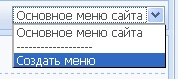 Основное меню сайта
Основное меню сайта
------------------
Создать меню